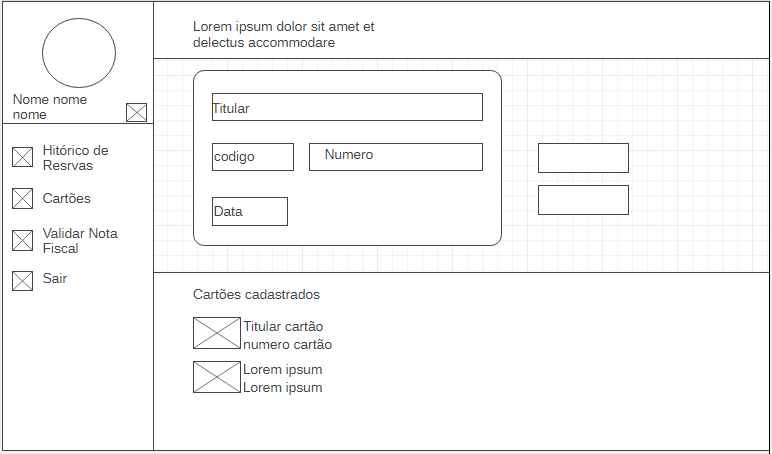 Nome nome
nome
Hitórico de
Resrvas
Cartões
Validar Nota
Fiscal
Sair
Lorem ipsum dolor sit amet et
delectus accommodare
Titular
codigo
Numero
Data
Cartões cadastrados
Titular cartão
numero cartão
Lorem ipsum
Lorem ipsum